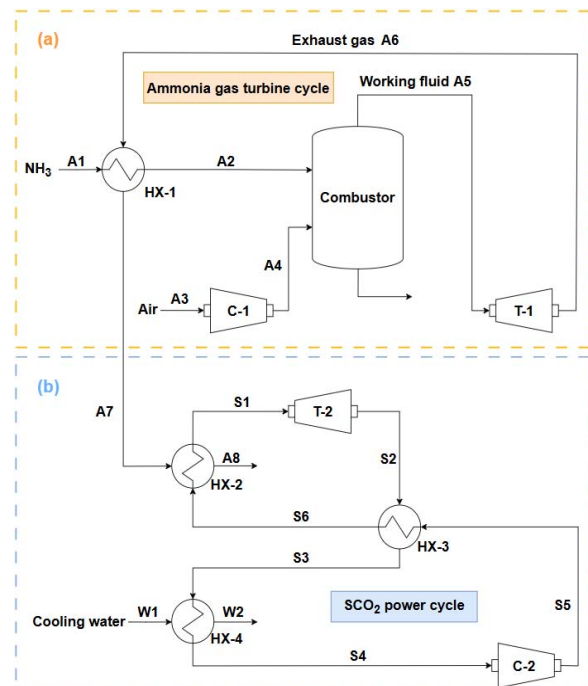 (a)
Exhaust gas A6
Ammonia gas turbine cycle
Working fluid A5
NH₃
A1
A2
HX-1
Combustor
A4
Air
A3
C-1
T-1
(b)
A7
S1
T-2
A8
HX-2
S2
S6
HX-3
S3
Cooling water
W1
W2
HX-4
SCO₂ power cycle
S5
S4
C-2